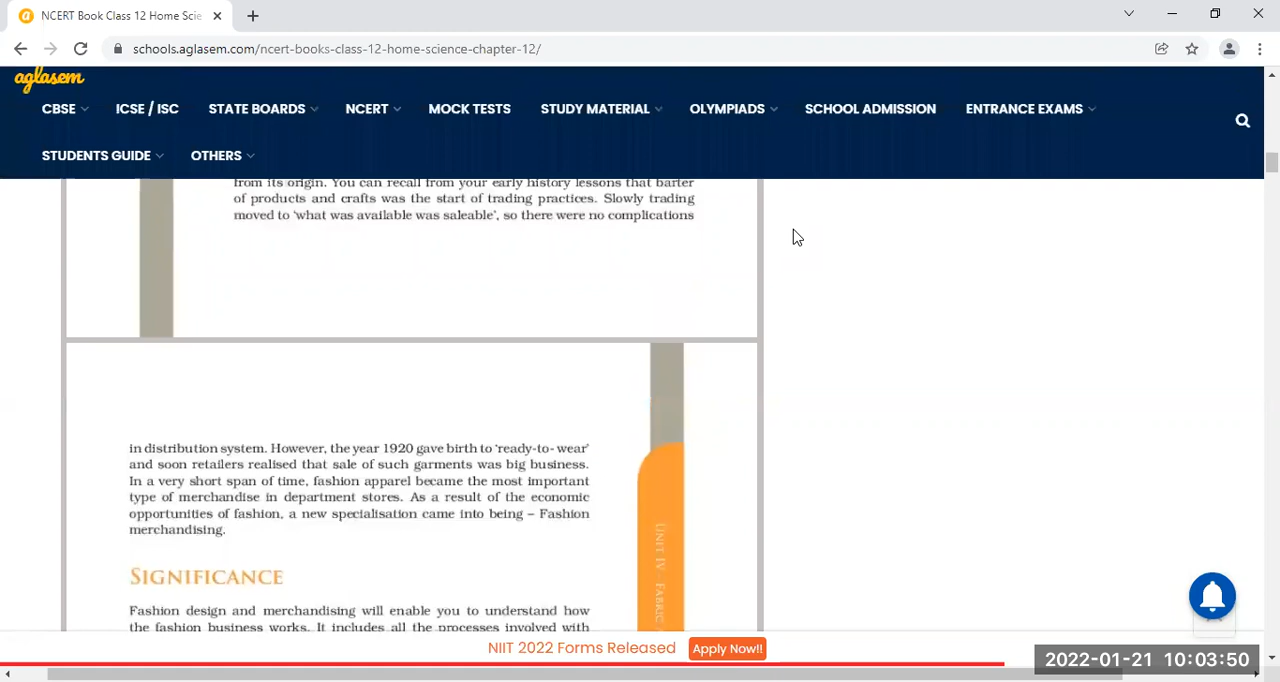 NCERT Book Class 12 Home Scie
schools.aglasem.com/ncert-books-class-12-home-science-chapter-12/
aglasem
CBSE ICSE / ISC STATE BOARDS NCERT MOCK TESTS STUDY MATERIAL OLYMPIADS SCHOOL ADMISSION ENTRANCE EXAMS
STUDENTS GUIDE OTHERS
from its origin. You can recall from your early history lessons that barter
of products and crafts was the start of trading practices. Slowly trading
moved to 'what was available was saleable', so there were no complications
in distribution system. However, the year 1920 gave birth to 'ready-to- wear'
and soon retailers realised that sale of such garments was big business.
In a very short span of time, fashion apparel became the most important
type of merchandise in department stores. As a result of the economic
opportunities of fashion, a new specialisation came into being – Fashion
merchandising.
SIGNIFICANCE
Fashion design and merchandising will enable you to understand how
the fashion business works. It includes all the processes involved with
UNIT IV FABRIC
NIIT 2022 Forms Released Apply Now!!
2022-01-21 10:03:50